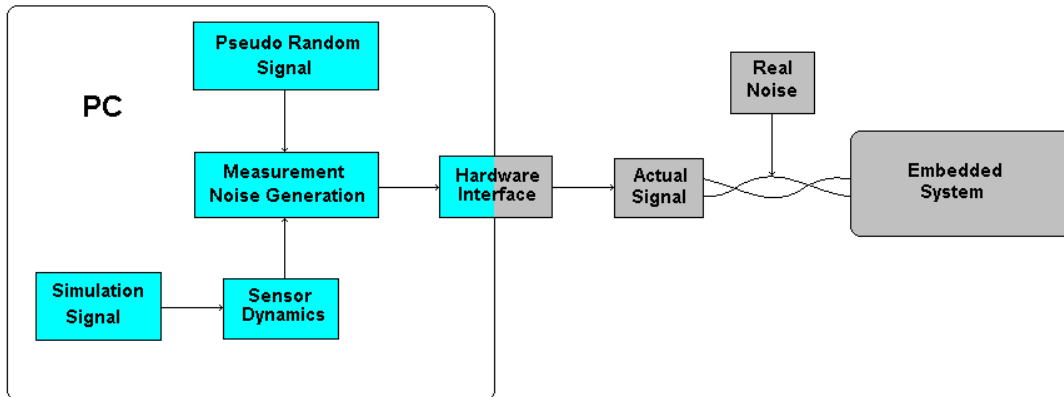 Pseudo Random
Signal
PC
Measurement
Noise Generation
Simulation
Signal
Sensor
Dynamics
Hardware
Interface
Actual
Signal
Real
Noise
Embedded
System